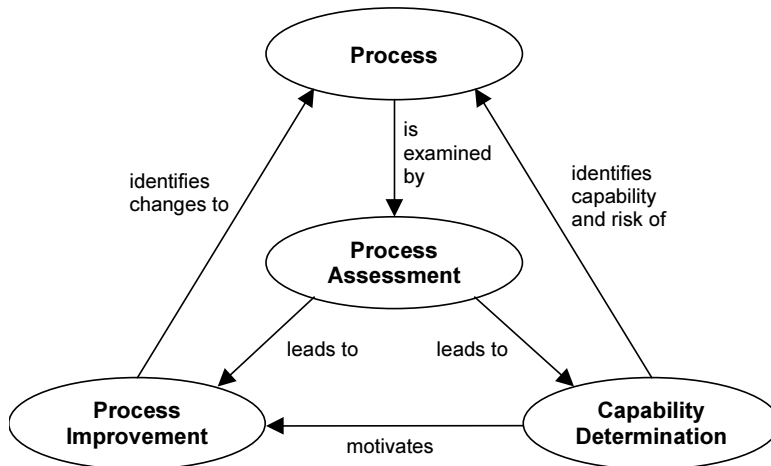 Process
is
examined
by
identifies
changes to
identifies
capability
and risk of
Process
Assessment
leads to
leads to
Process
Improvement
motivates
Capability
Determination